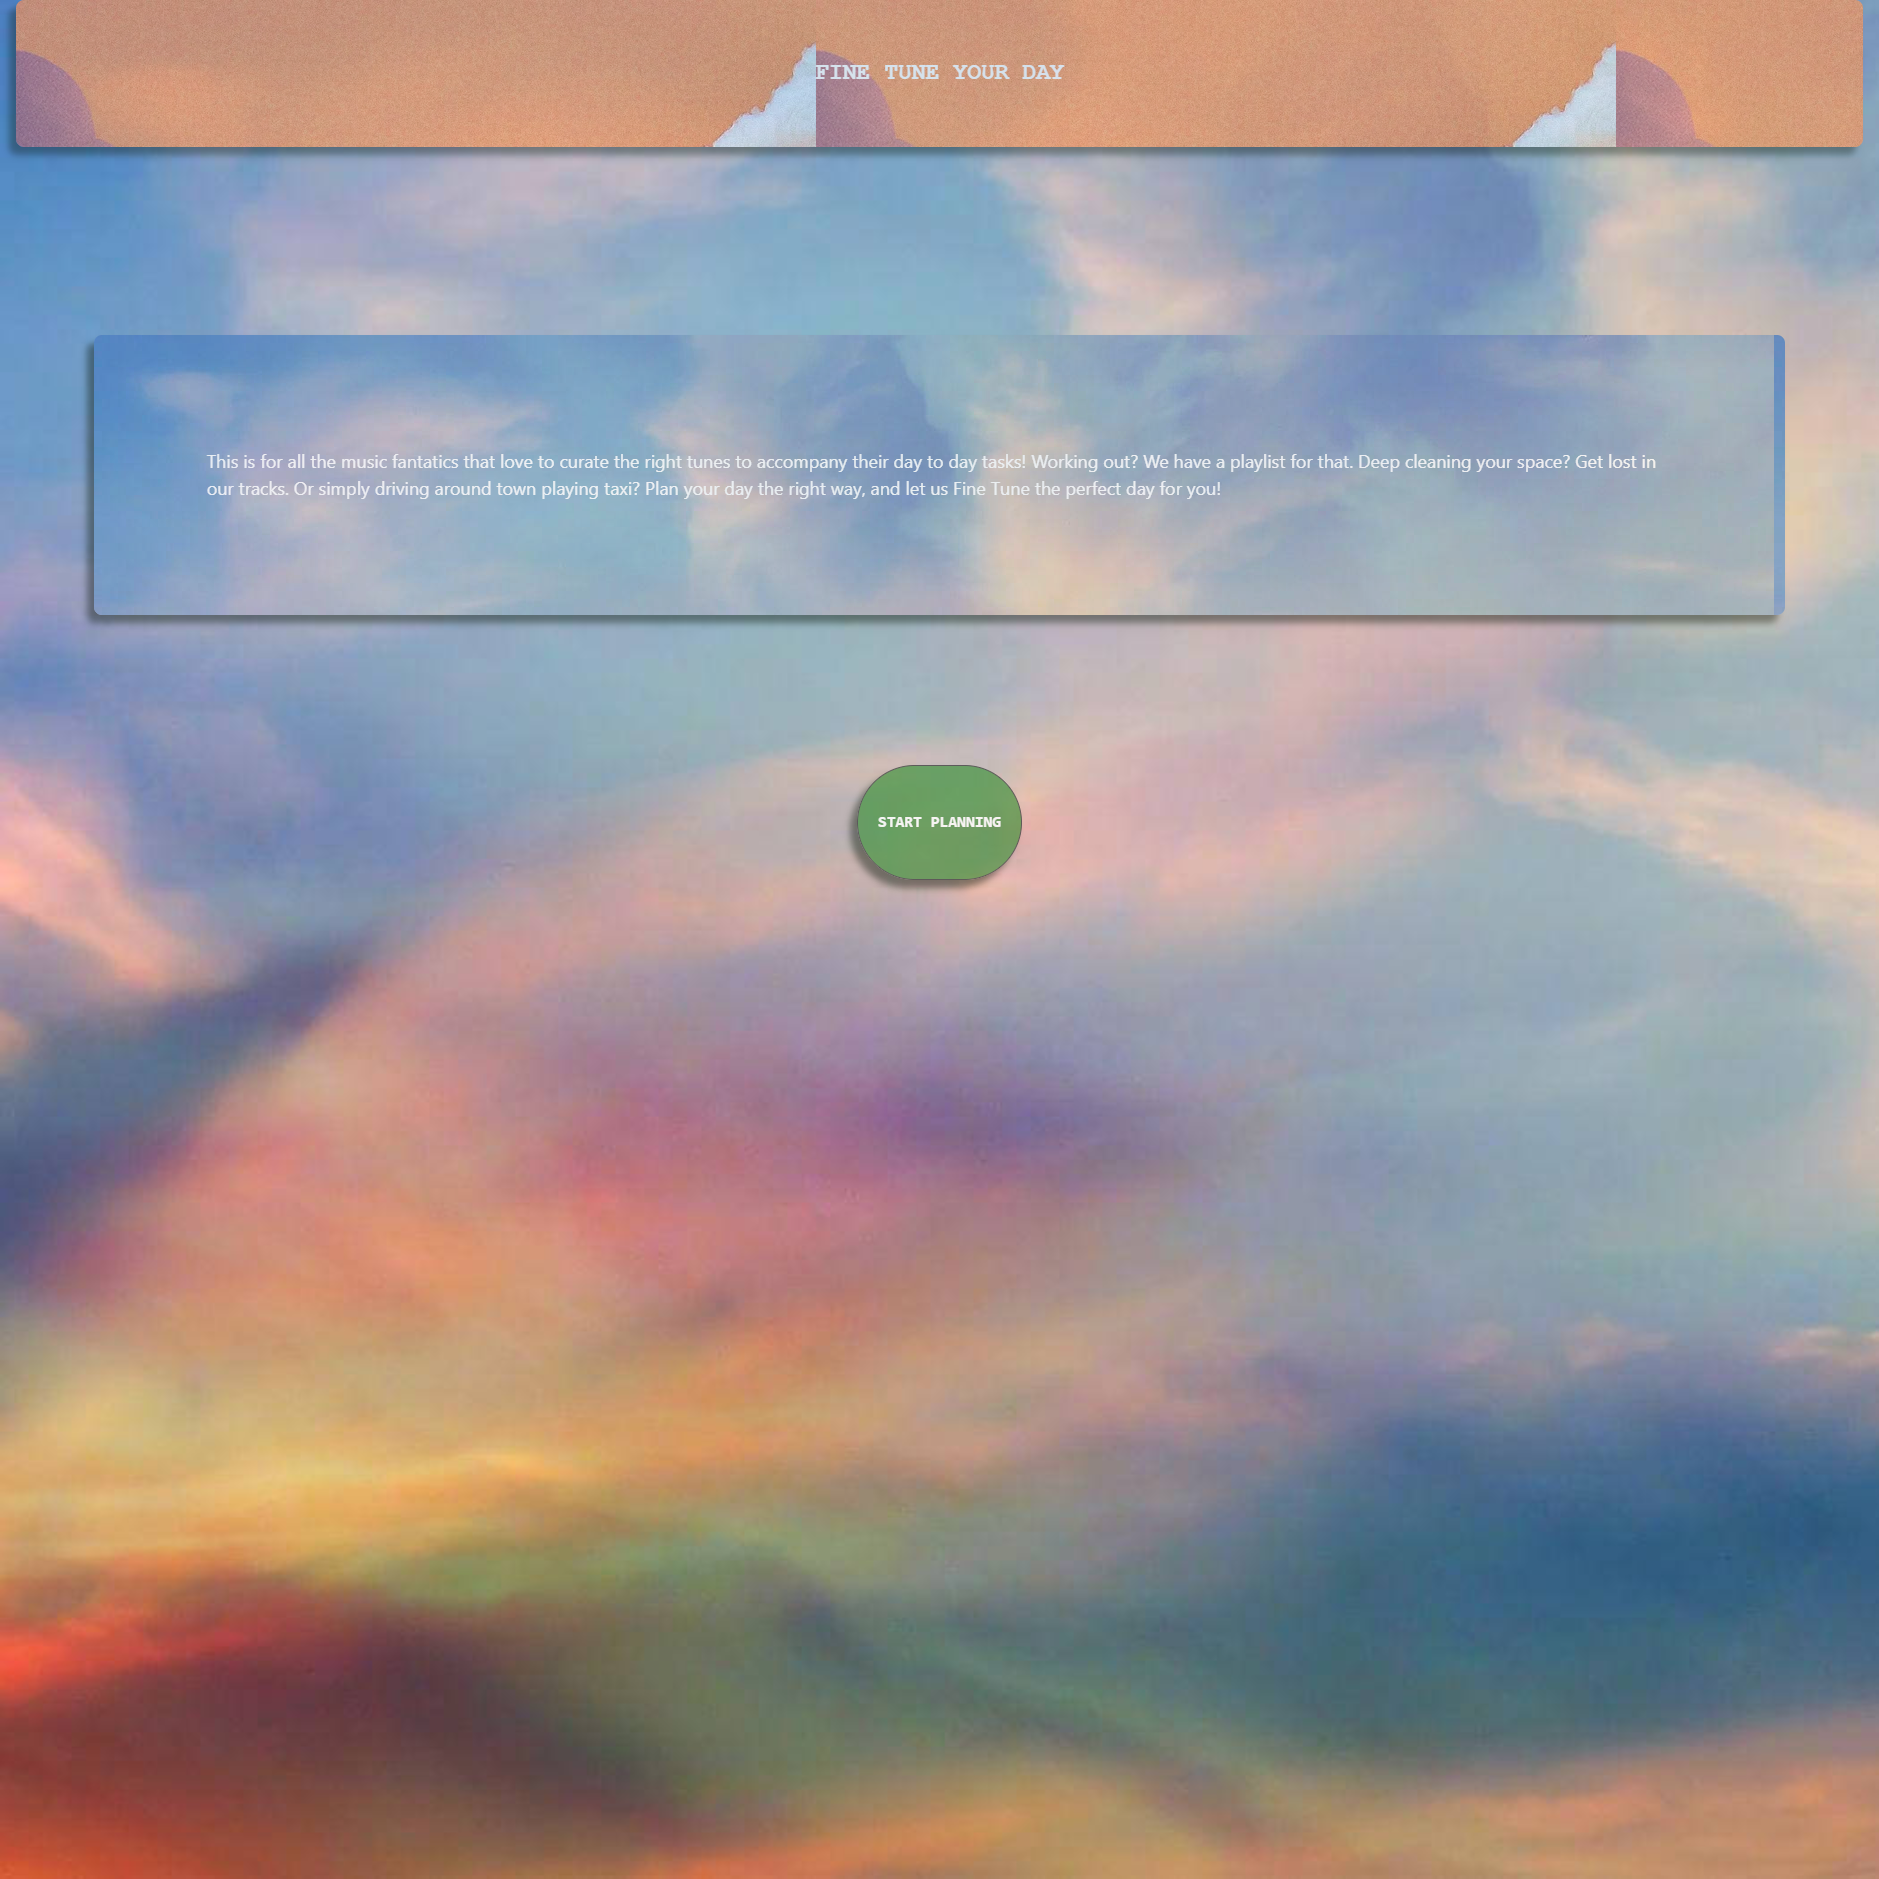 FINE TUNE YOUR DAY
This is for all the music fantatics that love to curate the right tunes to accompany their day to day tasks! Working out? We have a playlist for that. Deep cleaning your space? Get lost in
our tracks. Or simply driving around town playing taxi? Plan your day the right way, and let us Fine Tune the perfect day for you!
START PLANNING